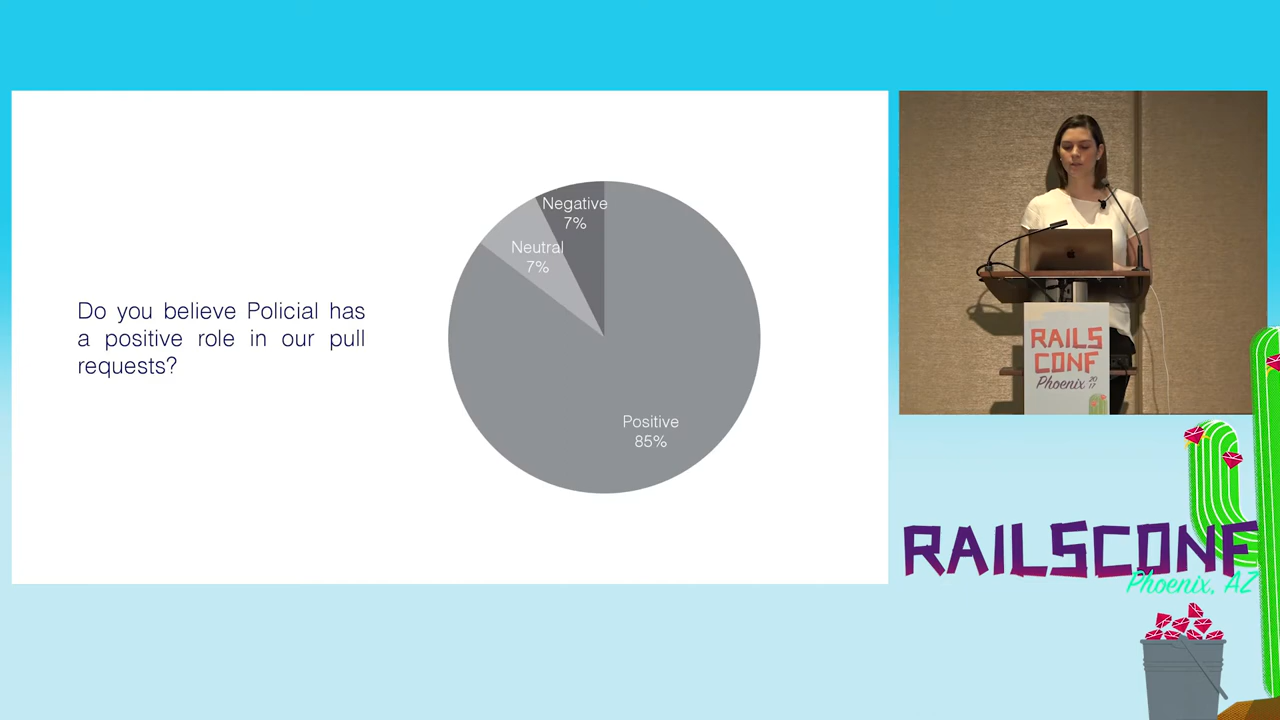 Do you believe Policial has
a positive role in our pull
requests?
Negative
7%
Neutral
7%
Positive
85%
RAILS
CONF
Phoenix 2017
RAILSCONF
Phoenix, AZ